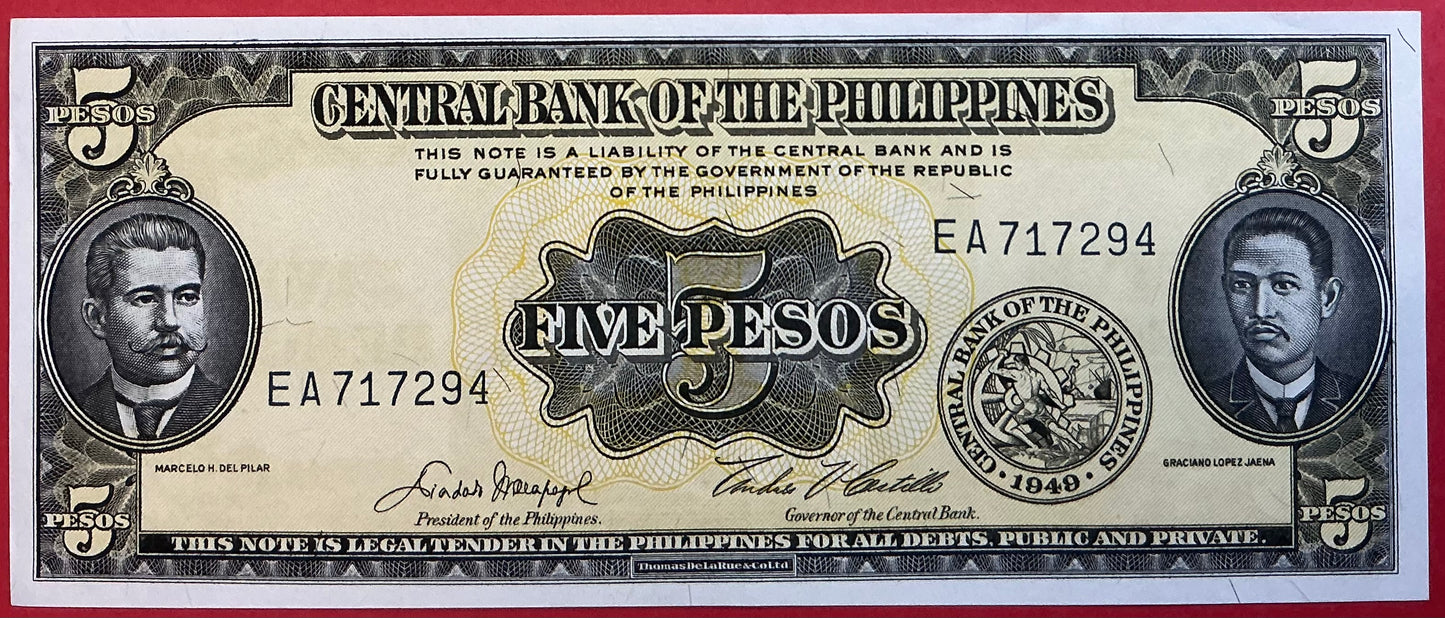 5
PESOS
CENTRAL BANK OF THE PHILIPPINES
5
PESOS
THIS NOTE IS A LIABILITY OF THE CENTRAL BANK AND IS
FULLY GUARANTEED BY THE GOVERNMENT OF THE REPUBLIC
OF THE PHILIPPINES
EA717294
5
FIVE PESOS
CENTRAL BANK OF THE PHILIPPINES
• 1949 •
EA717294
MARCELO H. DEL PILAR
GRACIANO LOPEZ JAENA
Diosdado Macapagal
Andres V Castillo
President of the Philippines.
Governor of the Central Bank.
5
PESOS
5
PESOS
THIS NOTE IS LEGAL TENDER IN THE PHILIPPINES FOR ALL DEBTS, PUBLIC AND PRIVATE.
Thomas De La Rue & Co Ltd